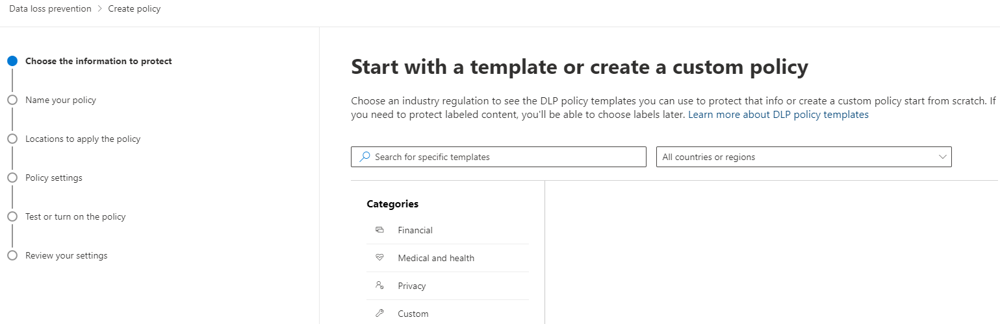 Data loss prevention > Create policy
Choose the information to protect
Name your policy
Locations to apply the policy
Policy settings
Test or turn on the policy
Review your settings
Start with a template or create a custom policy
Choose an industry regulation to see the DLP policy templates you can use to protect that info or create a custom policy start from scratch. If
you need to protect labeled content, you'll be able to choose labels later. Learn more about DLP policy templates
Search for specific templates
All countries or regions
Categories
Financial
Medical and health
Privacy
Custom